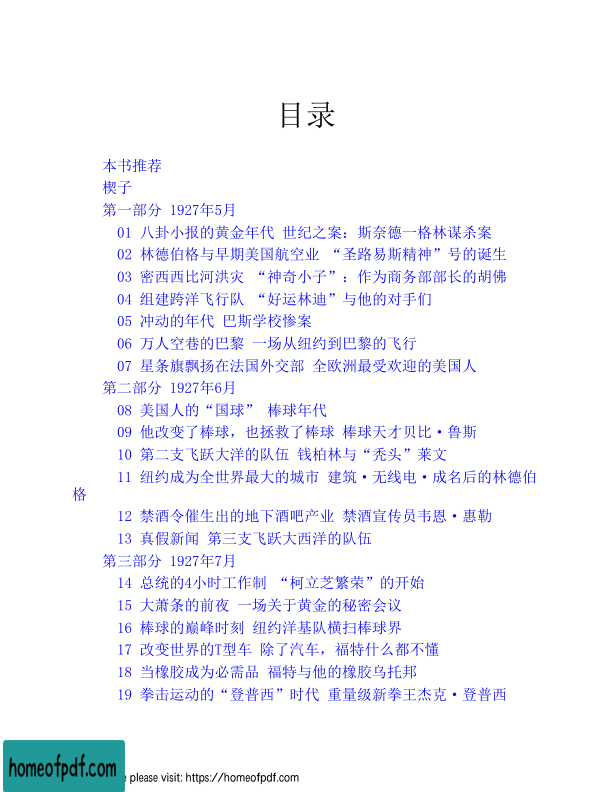 目录
本书推荐
楔子
第一部分 1927年5月
01 八卦小报的黄金年代 世纪之案：斯奈德—格林谋杀案
02 林德伯格与早期美国航空业 “圣路易斯精神”号的诞生
03 密西西比河洪灾 “神奇小子”：作为商务部部长的胡佛
04 组建跨洋飞行队 “好运林迪”与他的对手们
05 冲动的年代 巴斯学校惨案
06 万人空巷的巴黎 一场从纽约到巴黎的飞行
07 星条旗飘扬在法国外交部 全欧洲最受欢迎的美国人
第二部分 1927年6月
08 美国人的“国球” 棒球年代
09 他改变了棒球，也拯救了棒球 棒球天才贝比·鲁斯
10 第二支飞跃大洋的队伍 钱柏林与“秃头”莱文
11 纽约成为全世界最大的城市 建筑·无线电·成名后的林德伯
格
12 禁酒令催生出的地下酒吧产业 禁酒宣传员韦恩·惠勒
13 真假新闻 第三支飞跃大西洋的队伍
第三部分 1927年7月
14 总统的4小时工作制 “柯立芝繁荣”的开始
15 大萧条的前夜 一场关于黄金的秘密会议
16 棒球的巅峰时刻 纽约洋基队横扫棒球界
17 改变世界的T型车 除了汽车，福特什么都不懂
18 当橡胶成为必需品 福特与他的橡胶乌托邦
19 拳击运动的“登普西”时代 重量级新拳王杰克·登普西
homeofpdf.com
e please visit: https://homeofpdf.com